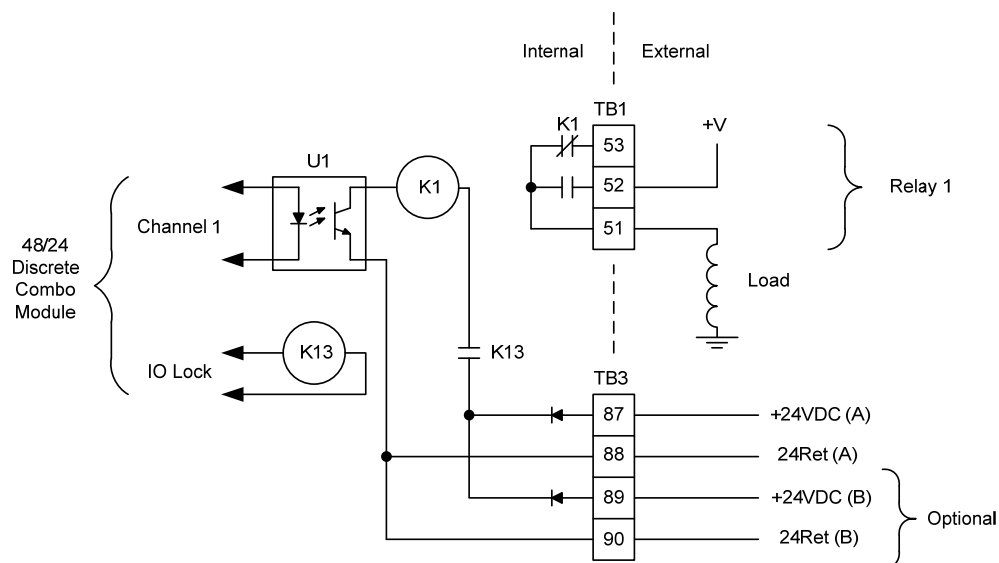 Internal
External
TB1
K1
+V
53
52
51
Relay 1
U1
K1
Channel 1
48/24
Discrete
Combo
Module
Load
K13
K13
IO Lock
TB3
87
+24VDC (A)
88
24Ret (A)
89
+24VDC (B)
Optional
90
24Ret (B)